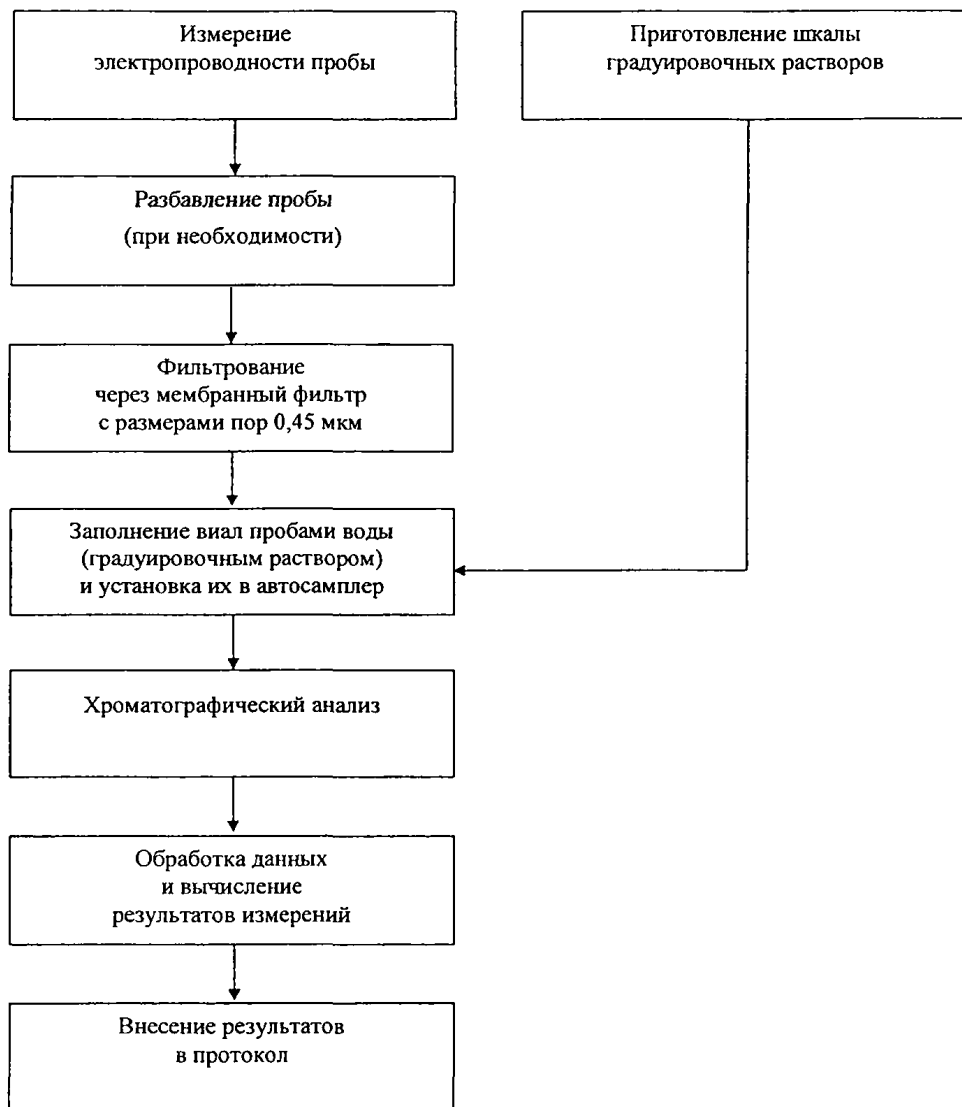 Измерение
электропроводности пробы
Приготовление шкалы
градуировочных растворов
Разбавление пробы
(при необходимости)
Фильтрование
через мембранный фильтр
с размерами пор 0,45 мкм
Заполнение виал пробами воды
(градуировочным раствором)
и установка их в автосамплер
Хроматографический анализ
Обработка данных
и вычисление
результатов измерений
Внесение результатов
в протокол